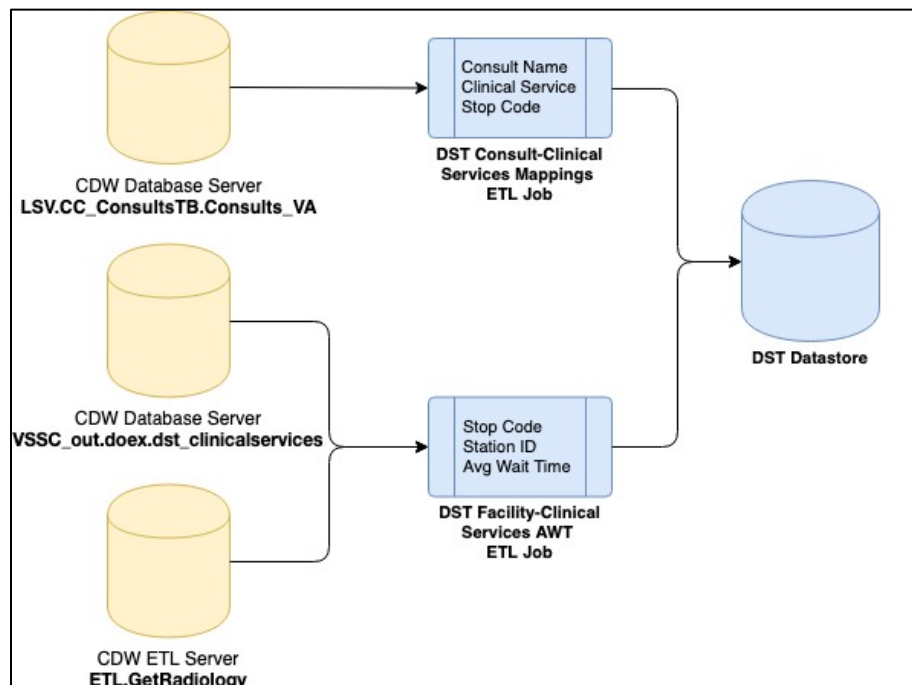 Consult Name
Clinical Service
Stop Code
DST Consult-Clinical
Services Mappings
ETL Job
CDW Database Server
LSV.CC_ConsultsTB.Consults_VA
DST Datastore
CDW Database Server
VSSC_out.doex.dst_clinicalservices
Stop Code
Station ID
Avg Wait Time
DST Facility-Clinical
Services AWT
ETL Job
CDW ETL Server
ETL.GetRadiology